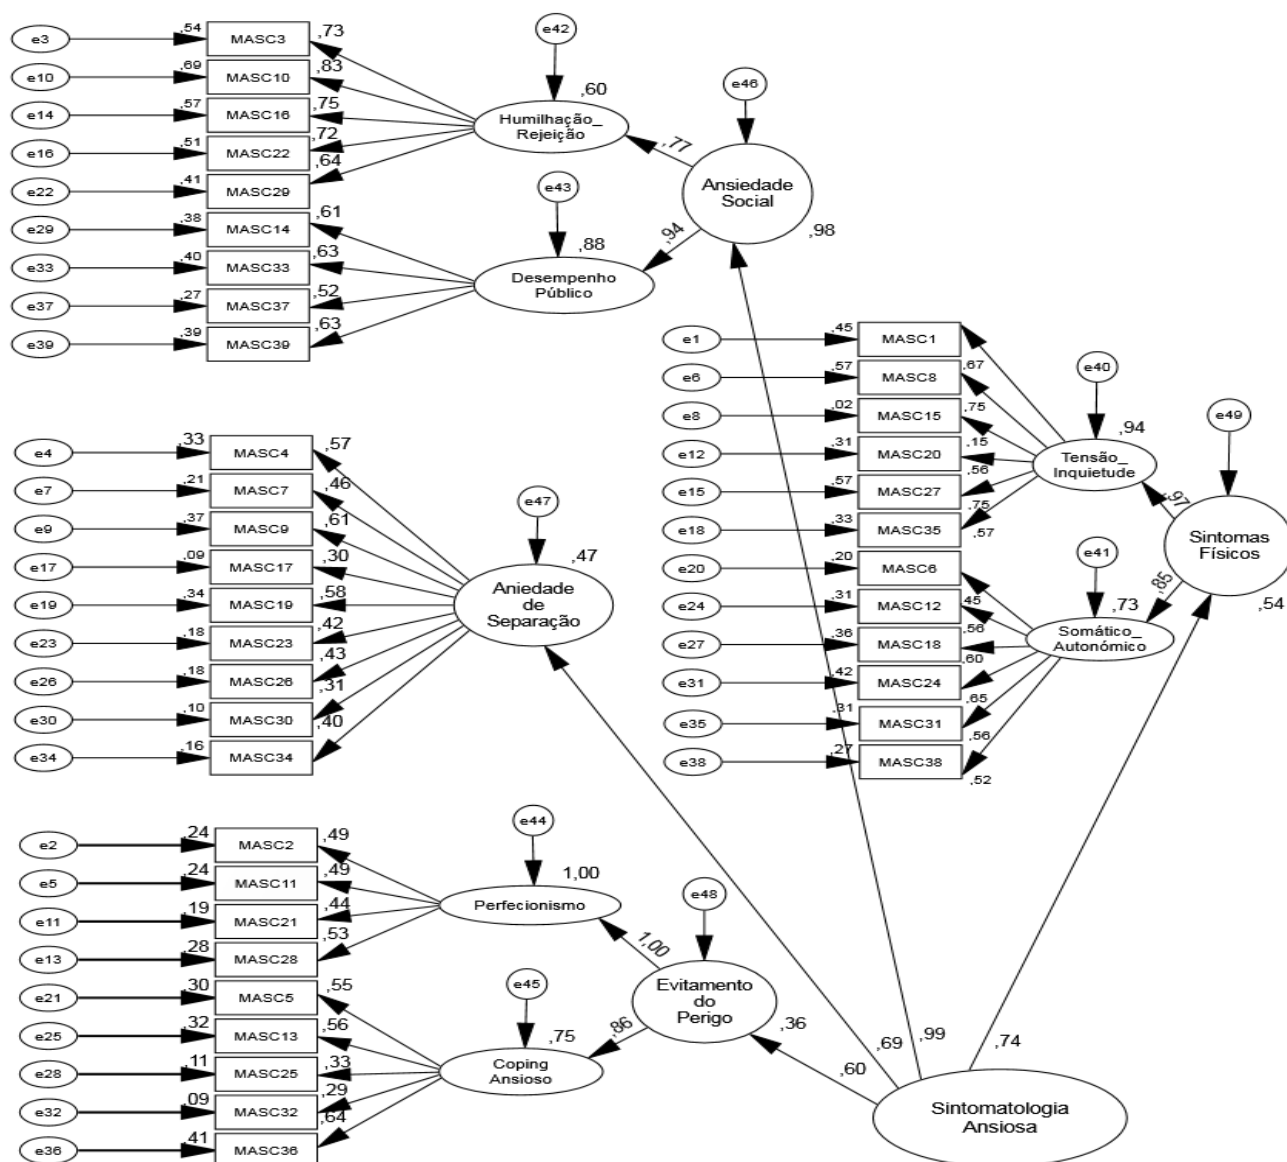 e3
,54
MASC3
,73
e10
,69
MASC10
,83
e14
,57
MASC16
,75
e16
,51
MASC22
,72
e22
,41
MASC29
,64
e29
,38
MASC14
,61
e33
,40
MASC33
,63
e37
,27
MASC37
,52
e39
,39
MASC39
,63
e42
,60
Humilhação_
Rejeição
e43
,88
Desempenho
Público
e46
,77
,94
Ansiedade
Social
,98
e4
,33
MASC4
,57
e7
,21
MASC7
,46
e9
,37
MASC9
,61
e17
,09
MASC17
,30
e19
,34
MASC19
,58
e23
,18
MASC23
,42
e26
,18
MASC26
,43
e30
,10
MASC30
,31
e34
,16
MASC34
,40
e47
,47
Aniedade
de
Separação
e1
,45
MASC1
,67
e6
,57
MASC8
,75
e8
,02
MASC15
,15
e12
,31
MASC20
,56
e15
,57
MASC27
,75
e18
,33
MASC35
,57
e20
,20
MASC6
,45
e24
,31
MASC12
,56
e27
,36
MASC18
,60
e31
,42
MASC24
,65
e35
,31
MASC31
,56
e38
,27
MASC38
,52
e40
,94
Tensão_
Inquietude
e41
,73
Somático_
Autonómico
e49
,97
,85
Sintomas
Físicos
,54
e2
,24
MASC2
,49
e5
,24
MASC11
,49
e11
,19
MASC21
,44
e13
,28
MASC28
,53
e21
,30
MASC5
,55
e25
,32
MASC13
,56
e28
,11
MASC25
,33
e32
,09
MASC32
,29
e36
,41
MASC36
,64
e44
1,00
Perfecionismo
e45
,75
Coping
Ansioso
e48
1,00
,86
Evitamento
do
Perigo
,36
,60
,69
,99
,74
Sintomatologia
Ansiosa